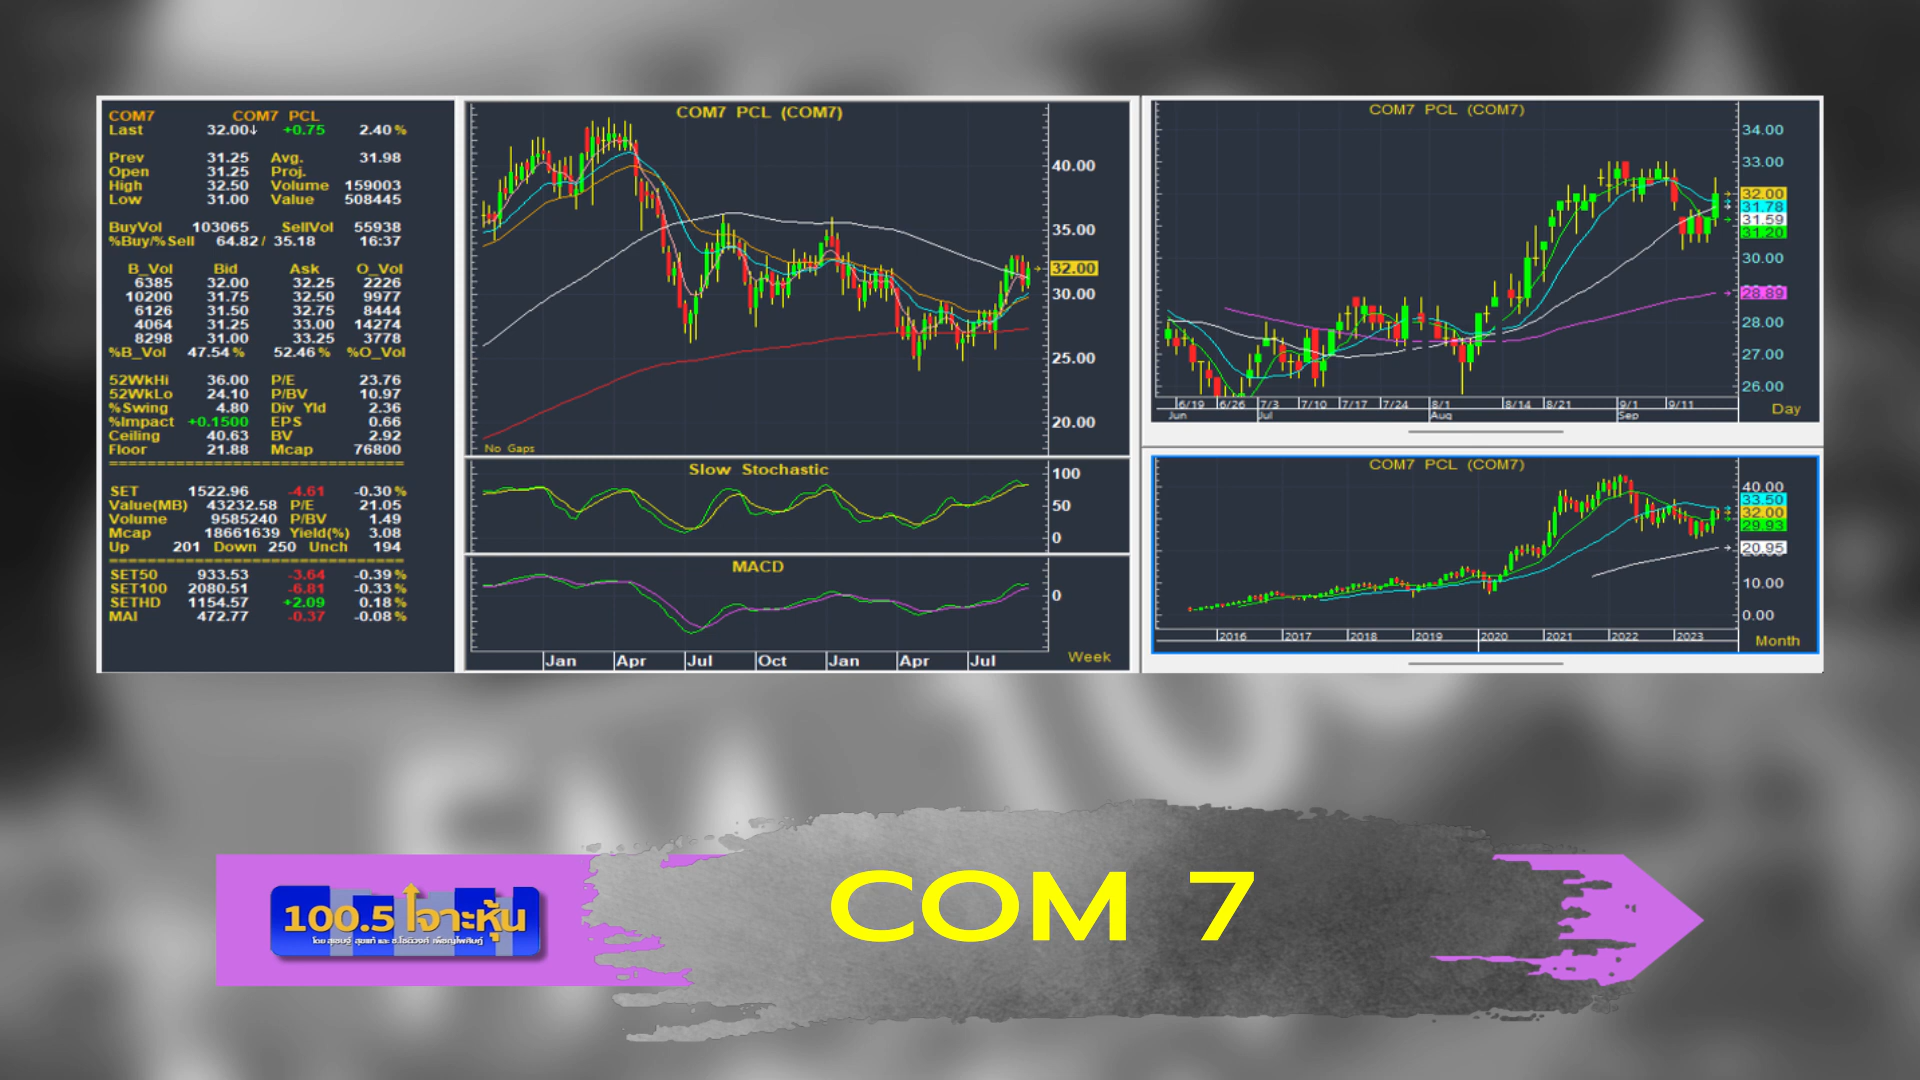 COM7 COM7 PCL
Last 32.00↓ +0.75 2.40 %
Prev 31.25 Avg. 31.98
Open 31.25 Proj.
High 32.50 Volume 159003
Low 31.00 Value 508445
BuyVol 103065 SellVol 55938
%Buy/%Sell 64.82 / 35.18 16:37
B_Vol Bid Ask O_Vol
6385 32.00 32.25 2226
10200 31.75 32.50 9977
6126 31.50 32.75 8444
4064 31.25 33.00 14274
8298 31.00 33.25 3778
%B_Vol 47.54 % 52.46 % %O_Vol
52WkHi 36.00 P/E 23.76
52WkLo 24.10 P/BV 10.97
%Swing 4.80 Div Yld 2.36
%Impact +0.1500 EPS 0.66
Ceiling 40.63 BV 2.92
Floor 21.88 Mcap 76800
================================
SET 1522.96 -4.61 -0.30 %
Value(MB) 43232.58 P/E 21.05
Volume 9585240 P/BV 1.49
Mcap 18661639 Yield(%) 3.08
Up 201 Down 250 Unch 194
================================
SET50 933.53 -3.64 -0.39 %
SET100 2080.51 -6.81 -0.33 %
SETHD 1154.57 +2.09 0.18 %
MAI 472.77 -0.37 -0.08 %
COM7 PCL (COM7)
40.00
35.00
32.00
30.00
25.00
20.00
No Gaps
Slow Stochastic
100
50
0
MACD
0
Jan Apr Jul Oct Jan Apr Jul Week
COM7 PCL (COM7)
34.00
33.00
32.00
31.78
31.59
31.20
30.00
28.89
28.00
27.00
26.00
6/19 6/26 7/3 7/10 7/17 7/24 8/1 8/14 8/21 9/1 9/11
Jun Jul Aug Sep Day
COM7 PCL (COM7)
40.00
33.50
32.00
29.93
20.95
10.00
0.00
2016 2017 2018 2019 2020 2021 2022 2023 Month
100.5 เจาะหุ้น
COM 7